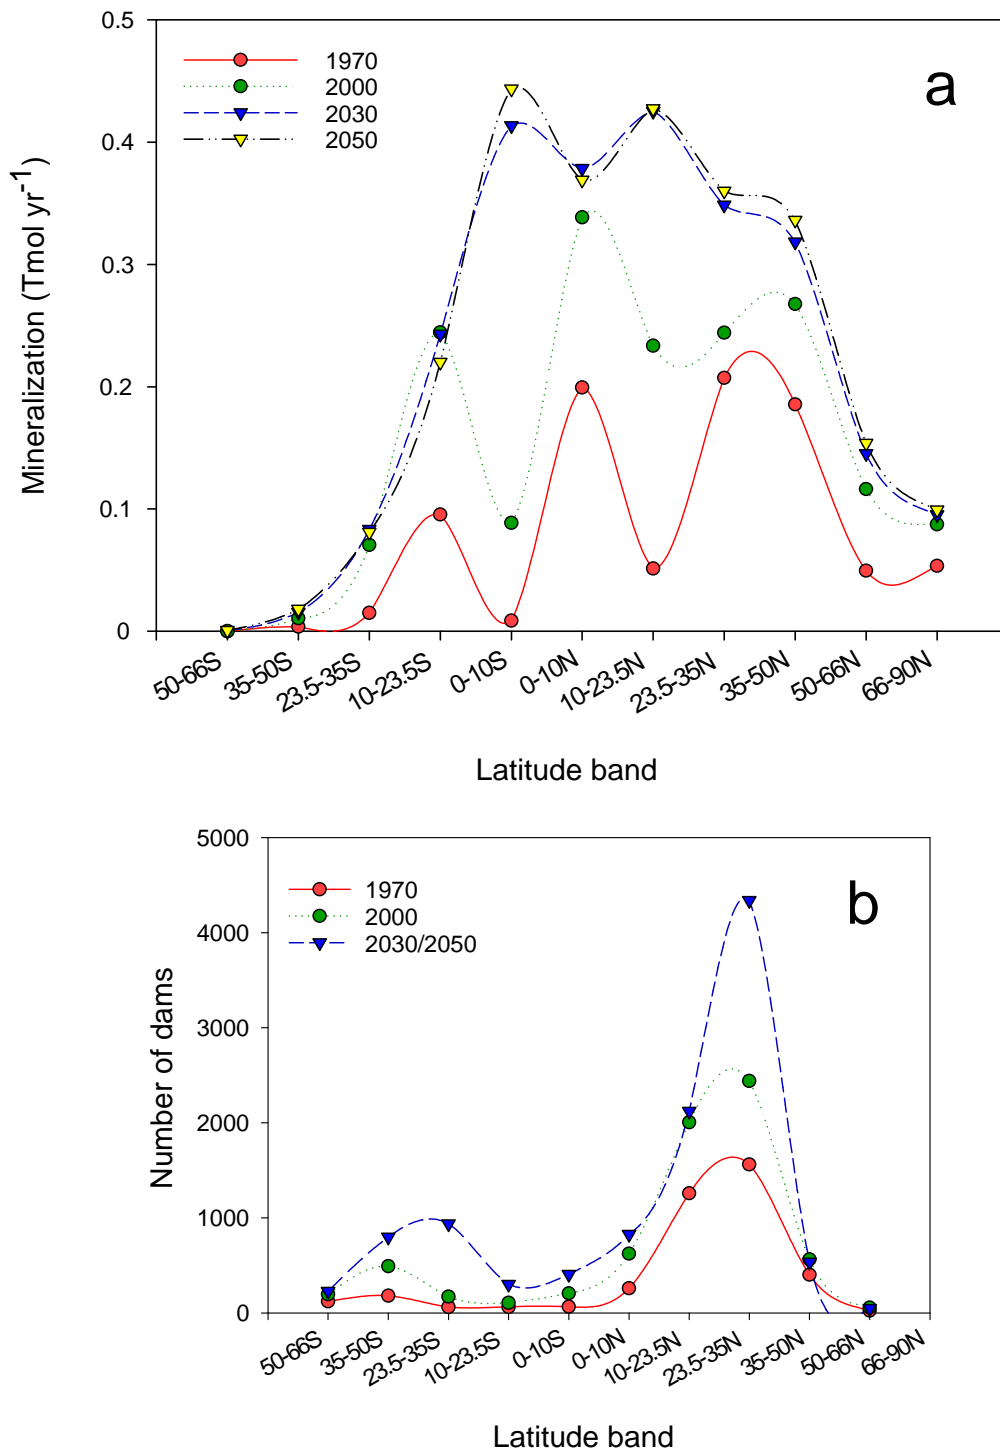 0.5
0.4
0.3
0.2
0.1
0
Mineralization (Tmol yr-1)
1970
2000
2030
2050
a
50-66S
35-50S
23.5-35S
10-23.5S
0-10S
0-10N
10-23.5N
23.5-35N
35-50N
50-66N
66-90N
Latitude band
5000
4000
3000
2000
1000
0
Number of dams
1970
2000
2030/2050
b
50-66S
35-50S
23.5-35S
10-23.5S
0-10S
0-10N
10-23.5N
23.5-35N
35-50N
50-66N
66-90N
Latitude band